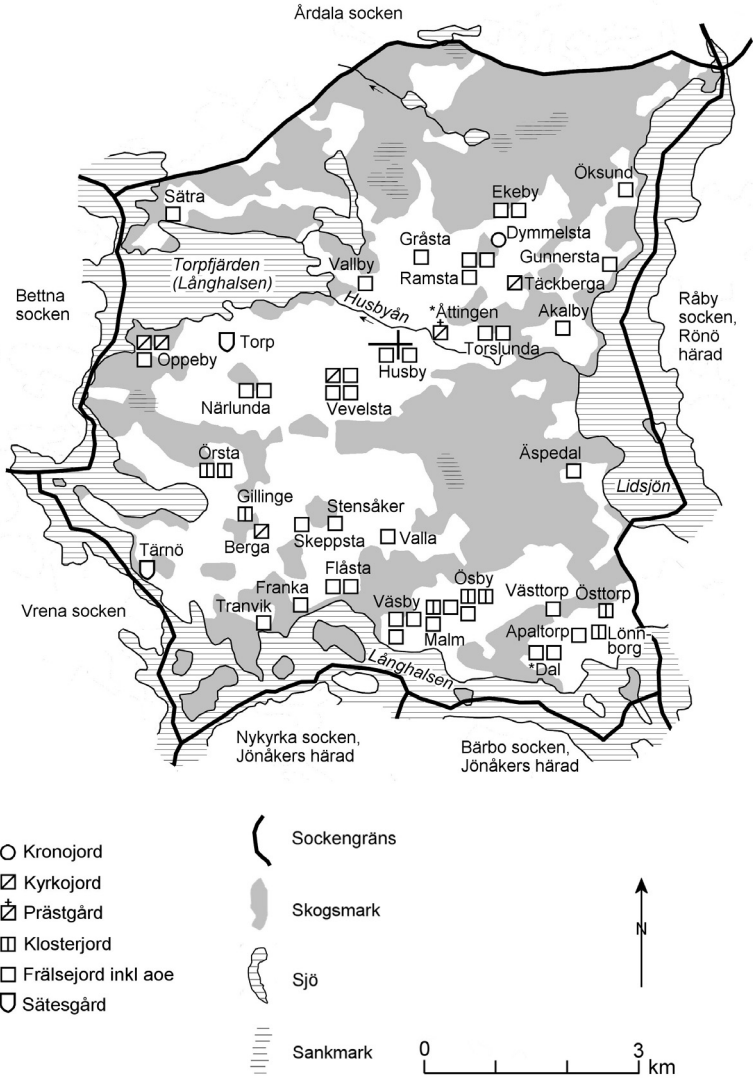 Årdala socken
Öksund
Sätra
Ekeby
Dymmelsta
Gråsta
Gunnersta
Torpfjärden
(Långhalsen)
Vallby
Ramsta
Täckberga
Bettna
socken
Husbyån
*Åttingen
Akalby
Råby
socken,
Rönö
härad
Torp
Oppeby
Torslunda
Husby
Närlunda
Vevelsta
Örsta
Äspedal
Lidsjön
Gillinge
Stensåker
Berga
Skeppsta
Valla
Tärnö
Flåsta
Ösby
Franka
Västtorp
Östtorp
Vrena socken
Tranvik
Väsby
Malm
Apaltorp
Lönn-
borg
Långhalsen
*Dal
Nykyrka socken,
Jönåkers härad
Bärbo socken,
Jönåkers härad
Kronojord
Kyrkojord
Prästgård
Klosterjord
Frälsejord inkl aoe
Sätesgård
Sockengräns
Skogsmark
Sjö
Sankmark
N
0 3
km